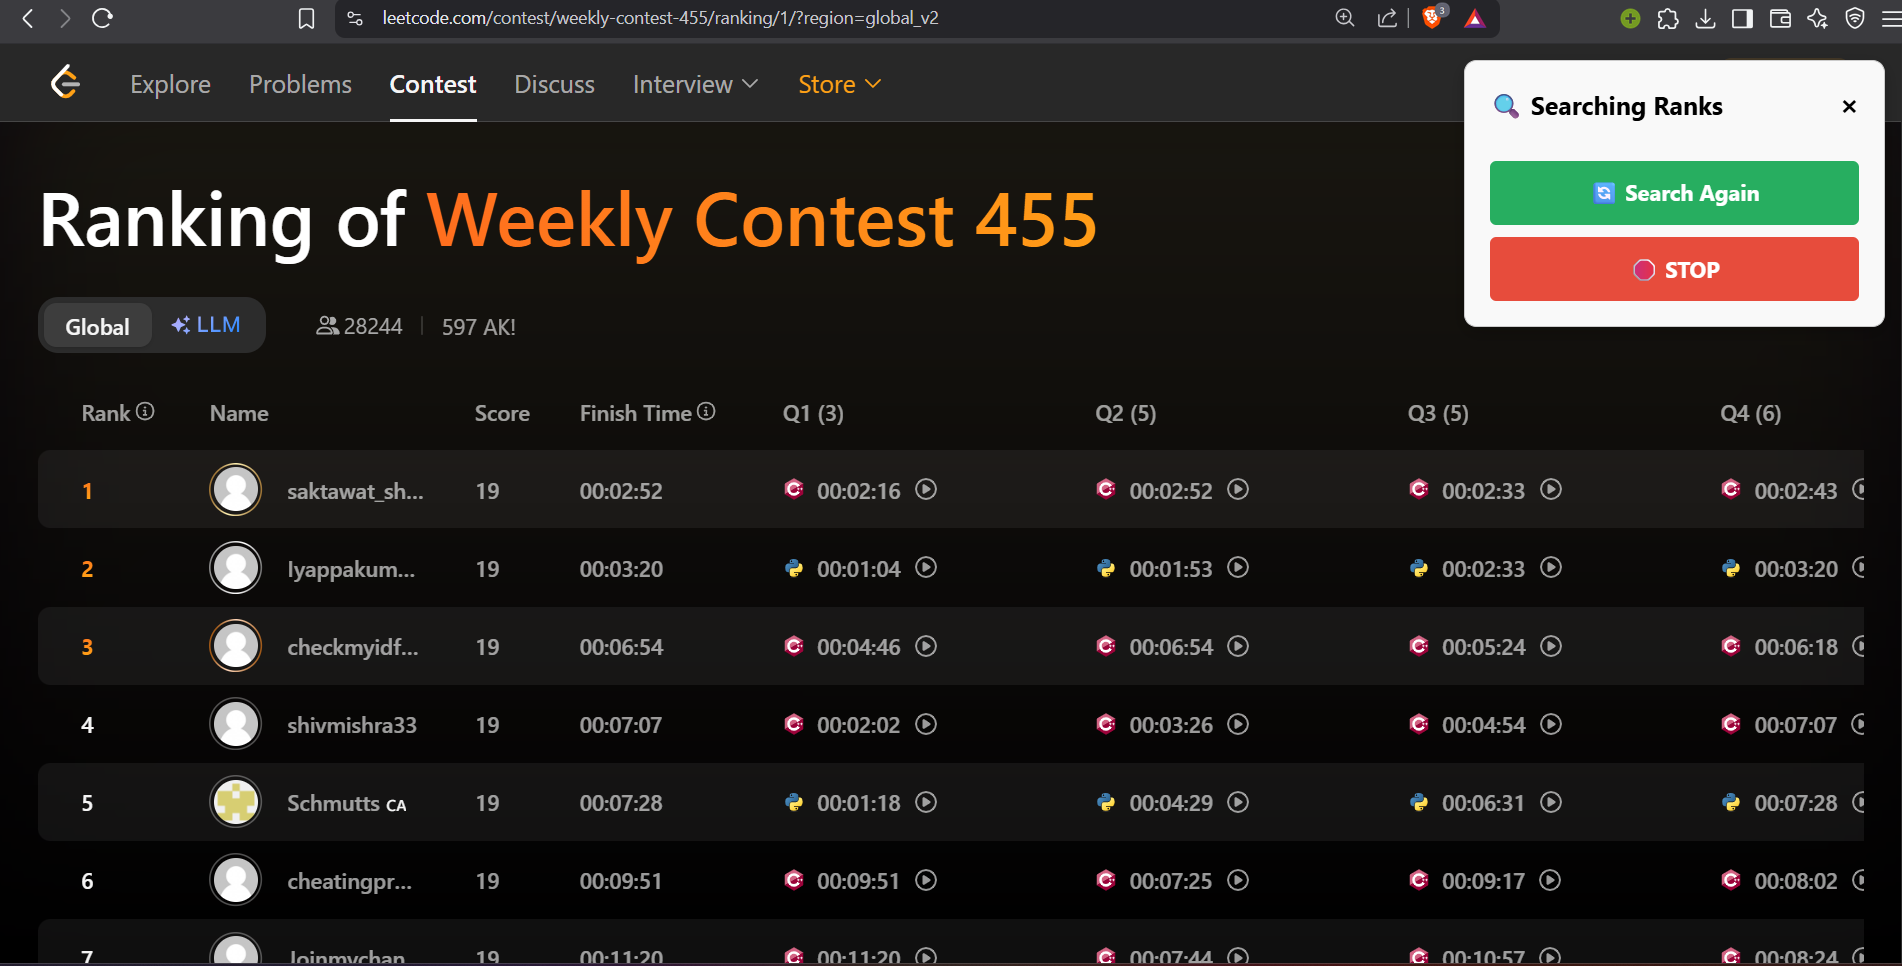 leetcode.com/contest/weekly-contest-455/ranking/1/?region=global_v2
3
Explore Problems Contest Discuss Interview Store
🔍 Searching Ranks ×
🔄 Search Again
🛑 STOP
Ranking of Weekly Contest 455
Global LLM 28244 597 AK!
Rank Name Score Finish Time Q1 (3) Q2 (5) Q3 (5) Q4 (6)
1 saktawat_sh... 19 00:02:52 00:02:16 00:02:52 00:02:33 00:02:43
2 Iyappakum... 19 00:03:20 00:01:04 00:01:53 00:02:33 00:03:20
3 checkmyidf... 19 00:06:54 00:04:46 00:06:54 00:05:24 00:06:18
4 shivmishra33 19 00:07:07 00:02:02 00:03:26 00:04:54 00:07:07
5 Schmutts CA 19 00:07:28 00:01:18 00:04:29 00:06:31 00:07:28
6 cheatingpr... 19 00:09:51 00:09:51 00:07:25 00:09:17 00:08:02
7 Joinmychan 19 00:11:20 00:11:20 00:07:44 00:10:57 00:08:24